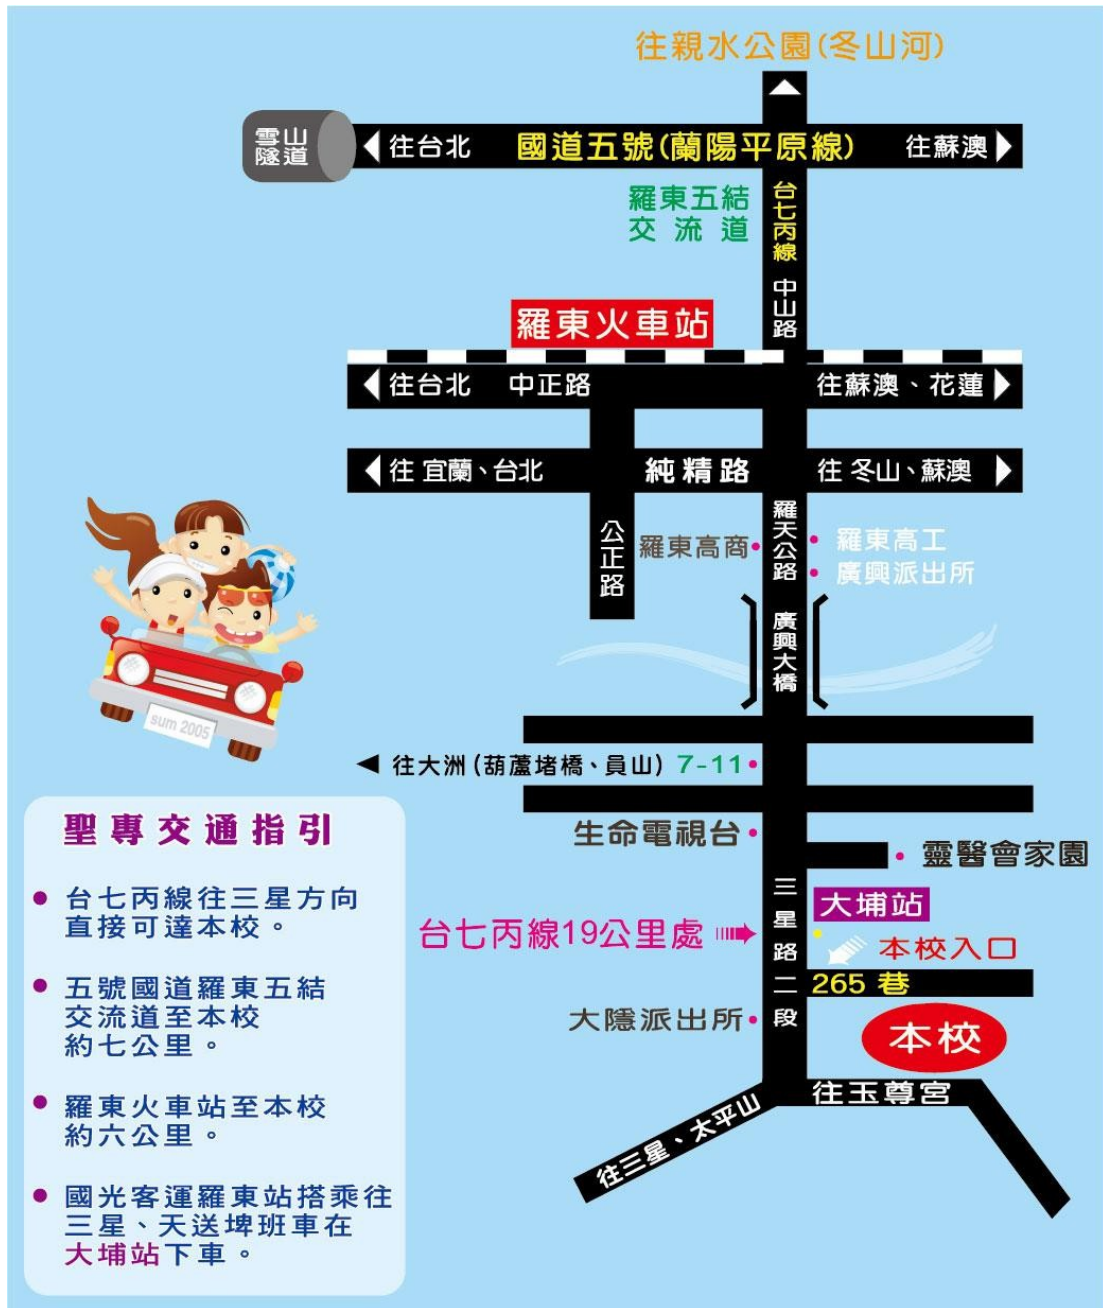 往親水公園(冬山河)
雪山
隧道
往台北
國道五號(蘭陽平原線)
往蘇澳
羅東五結
交流道
台七丙線
中山路
羅東火車站
往台北
中正路
往蘇澳、花蓮
往 宜蘭、台北
純精路
往 冬山、蘇澳
公正路
羅東高商
羅天公路
羅東高工
廣興派出所
廣興大橋
sum 2005
往大洲(葫蘆堵橋、員山)
7-11
生命電視台
靈醫會家園
三星路二段
大埔站
台七丙線19公里處
本校入口
265 巷
大隱派出所
本校
往玉尊宮
往三星、太平山
聖專交通指引
台七丙線往三星方向
直接可達本校。
五號國道羅東五結
交流道至本校
約七公里。
羅東火車站至本校
約六公里。
國光客運羅東站搭乘往
三星、天送埤班車在
大埔站下車。